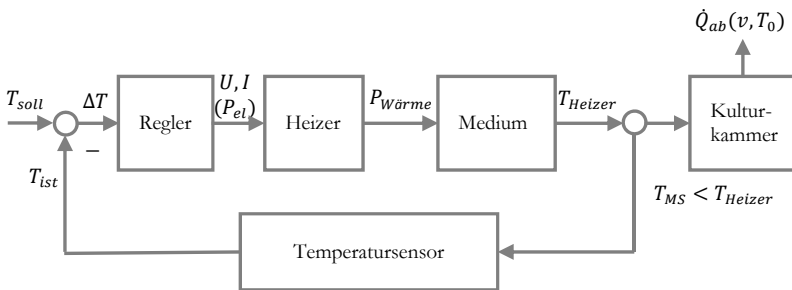 Q̇_ab(v, T_0)
T_soll
ΔT
U, I
(P_el)
P_Wärme
T_Heizer
Regler
Heizer
Medium
Kultur-
kammer
−
T_ist
T_MS < T_Heizer
Temperatursensor